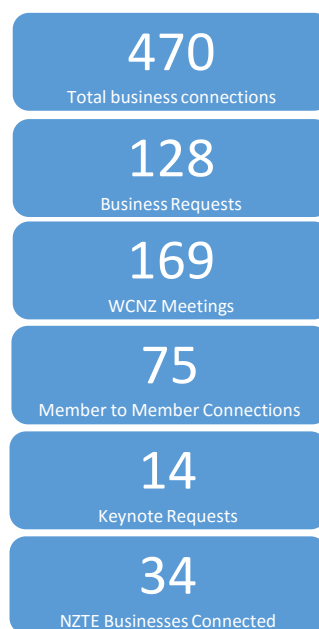 470
Total business connections
128
Business Requests
169
WCNZ Meetings
75
Member to Member Connections
14
Keynote Requests
34
NZTE Businesses Connected